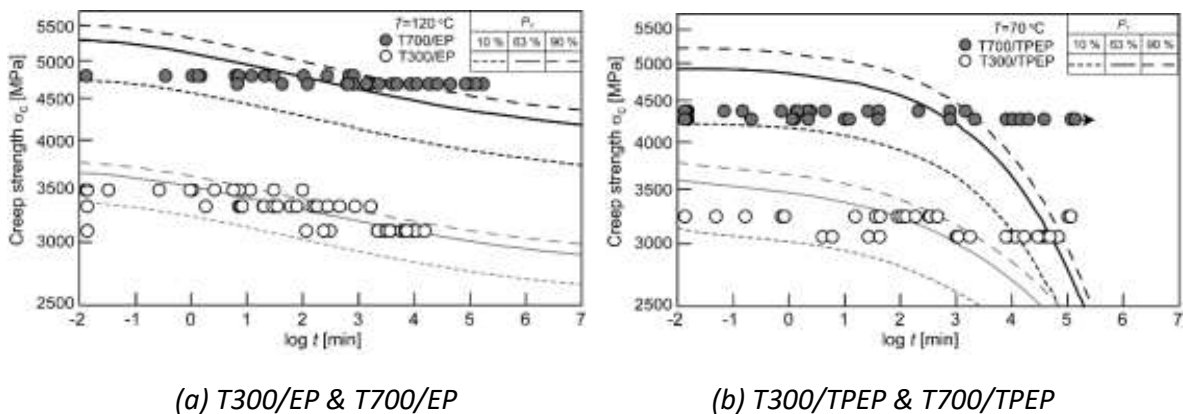 Creep strength σc [MPa]
5500
5000
4500
4000
3500
3000
2500
T=120 °C
T700/EP
T300/EP
Pf
10 % 63 % 90 %
-2 -1 0 1 2 3 4 5 6 7
log t [min]
(a) T300/EP & T700/EP
Creep strength σc [MPa]
5500
5000
4500
4000
3500
3000
2500
T=70 °C
T700/TPEP
T300/TPEP
Pf
10 % 63 % 90 %
-2 -1 0 1 2 3 4 5 6 7
log t [min]
(b) T300/TPEP & T700/TPEP